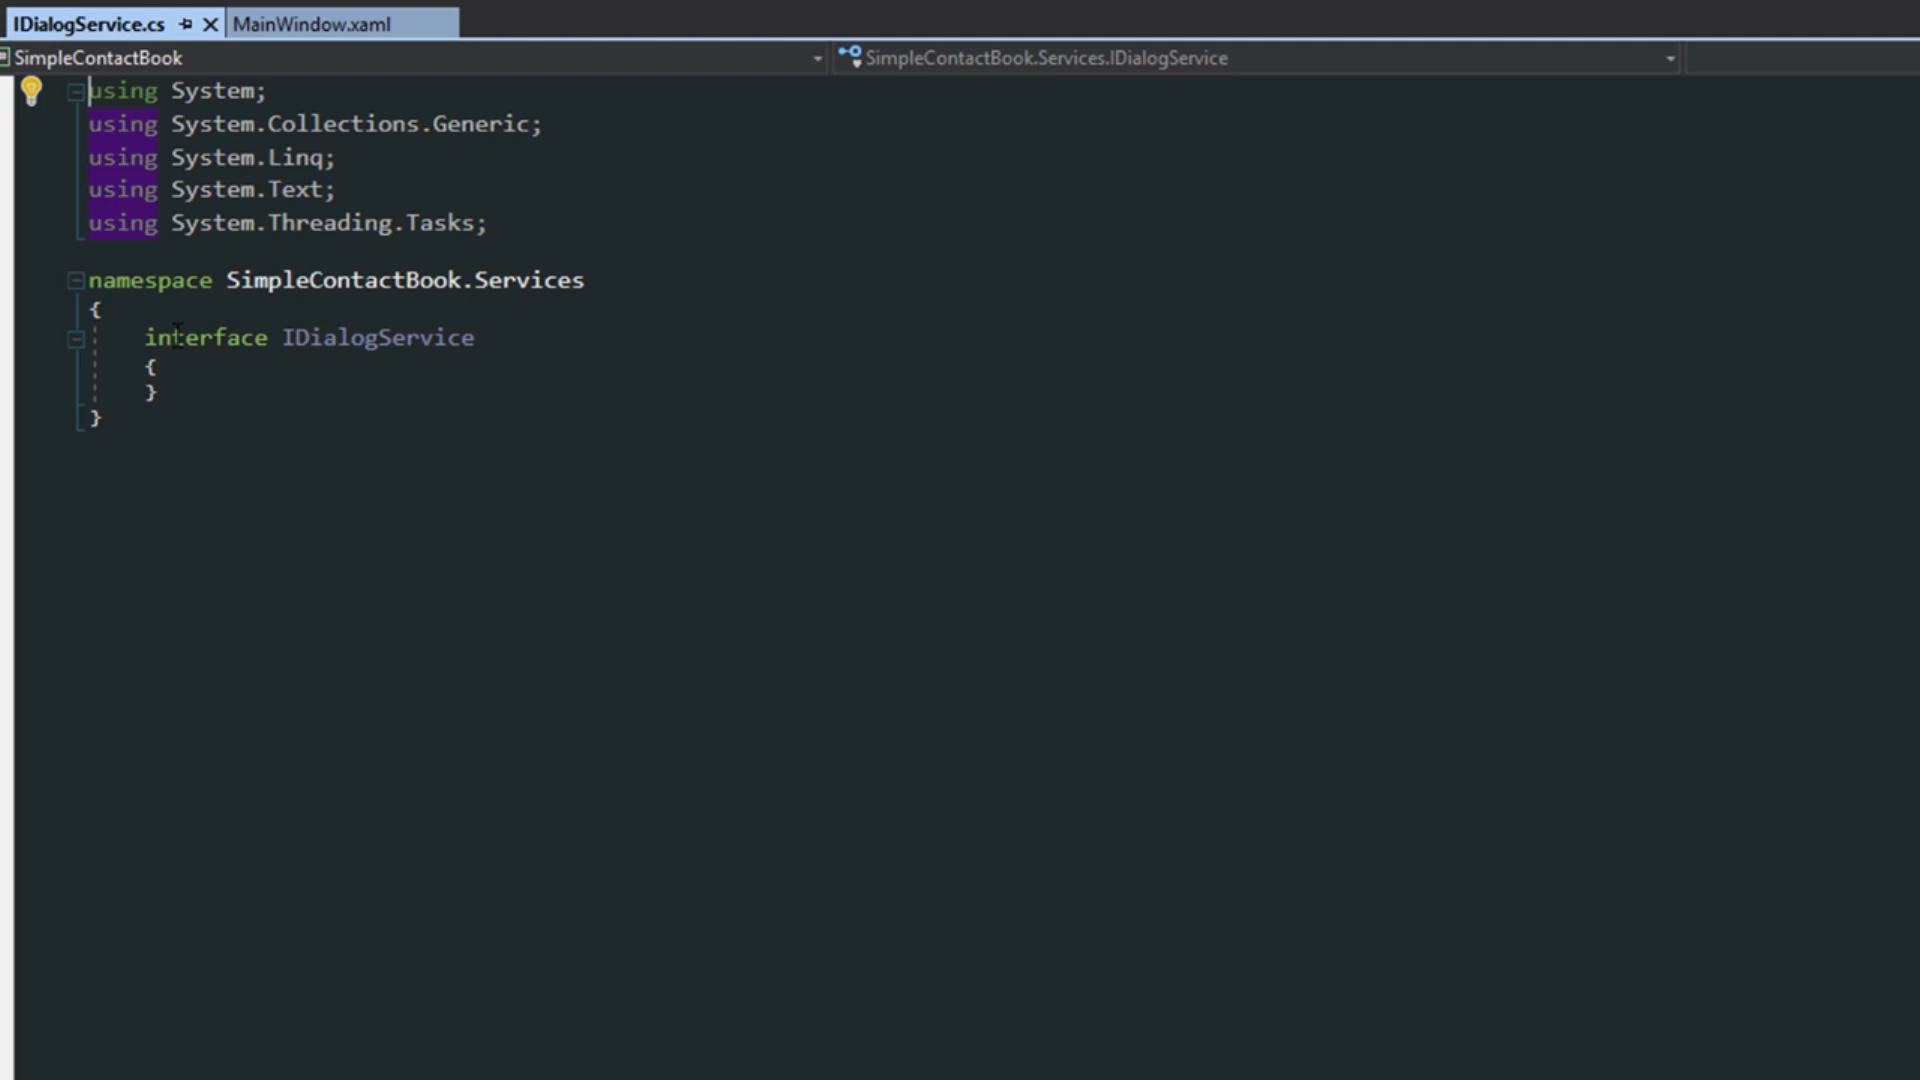 IDialogService.cs MainWindow.xaml
SimpleContactBook SimpleContactBook.Services.IDialogService
using System;
using System.Collections.Generic;
using System.Linq;
using System.Text;
using System.Threading.Tasks;
namespace SimpleContactBook.Services
{
interface IDialogService
{
}
}